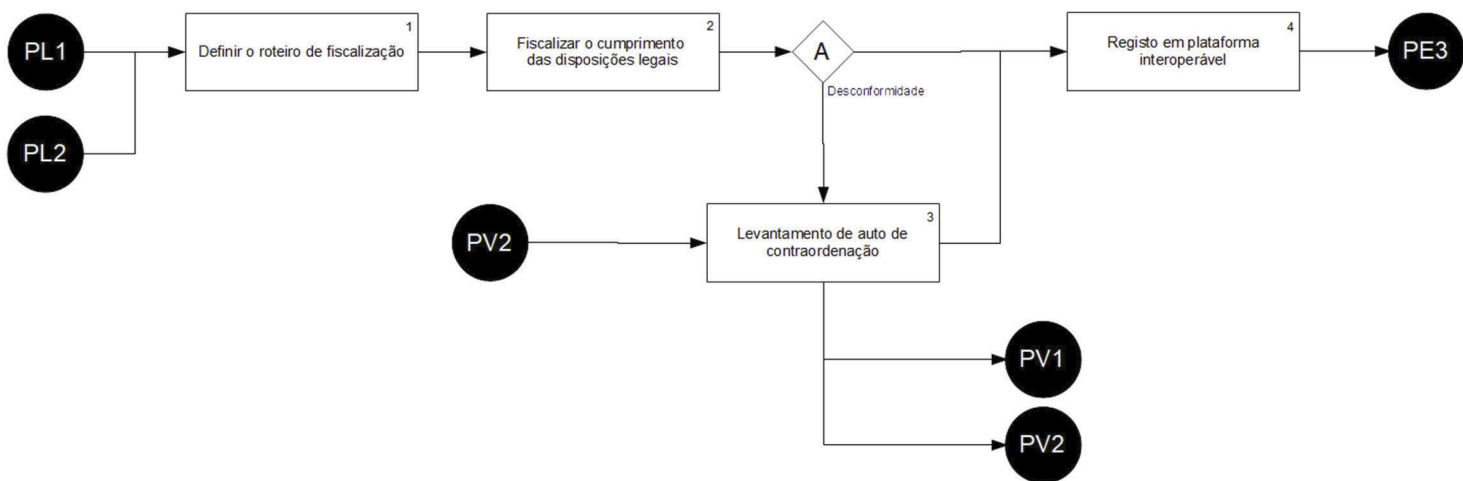 PL1
1
Definir o roteiro de fiscalização
2
Fiscalizar o cumprimento
das disposições legais
A
Desconformidade
4
Registo em plataforma
interoperável
PE3
PL2
PV2
3
Levantamento de auto de
contraordenação
PV1
PV2